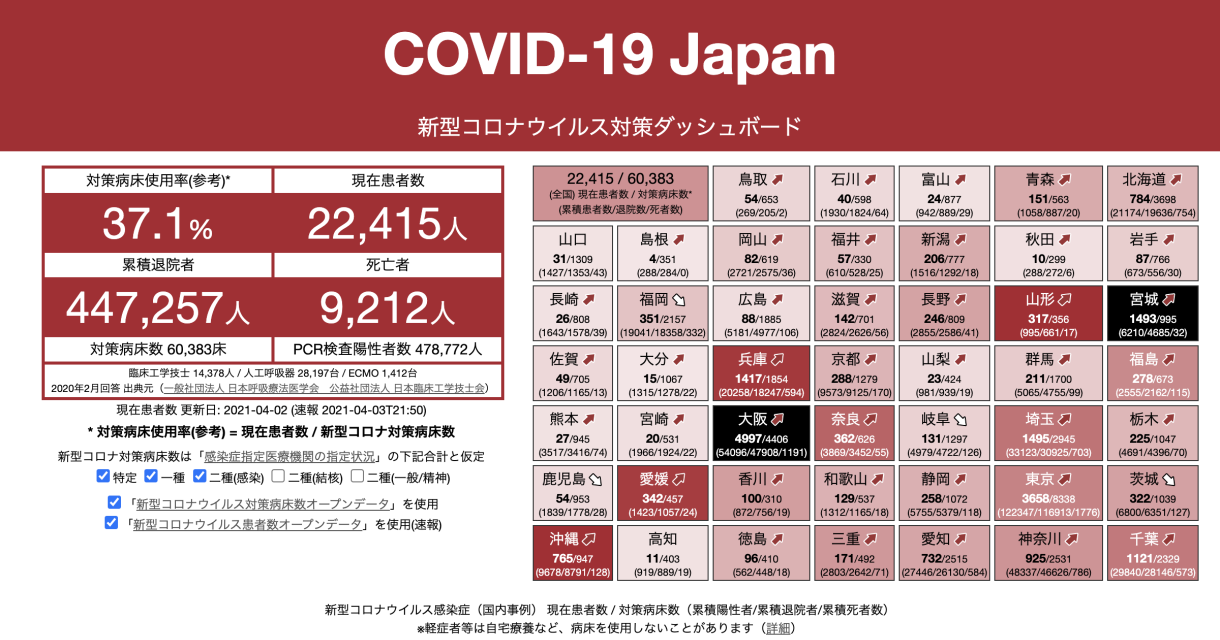 COVID-19 Japan
新型コロナウイルス対策ダッシュボード
対策病床使用率(参考)*
現在患者数
37.1%
22,415人
累積退院者
死亡者
447,257人
9,212人
対策病床数 60,383床
PCR検査陽性者数 478,772人
臨床工学技士 14,378人 / 人工呼吸器 28,197台 / ECMO 1,412台
2020年2月回答 出典元（一般社団法人 日本呼吸療法医学会　公益社団法人 日本臨床工学技士会）
現在患者数 更新日: 2021-04-02 (速報 2021-04-03T21:50)
* 対策病床使用率(参考) = 現在患者数 / 新型コロナ対策病床数
新型コロナ対策病床数は「感染症指定医療機関の指定状況」の下記合計と仮定
特定 一種 二種(感染) 二種(結核) 二種(一般/精神)
「新型コロナウイルス対策病床数オープンデータ」を使用
「新型コロナウイルス患者数オープンデータ」を使用(速報)
22,415 / 60,383
(全国) 現在患者数 / 対策病床数*
(累積患者数/退院数/死者数)
鳥取
54/653
(269/205/2)
石川
40/598
(1930/1824/64)
富山
24/877
(942/889/29)
青森
151/563
(1058/887/20)
北海道
784/3698
(21174/19636/754)
山口
31/1309
(1427/1353/43)
島根
4/351
(288/284/0)
岡山
82/619
(2721/2575/36)
福井
57/330
(610/528/25)
新潟
206/777
(1516/1292/18)
秋田
10/299
(288/272/6)
岩手
87/766
(673/556/30)
長崎
26/808
(1643/1578/39)
福岡
351/2157
(19041/18358/332)
広島
88/1885
(5181/4977/106)
滋賀
142/701
(2824/2626/56)
長野
246/809
(2855/2586/41)
山形
317/356
(995/661/17)
宮城
1493/995
(6210/4685/32)
佐賀
49/705
(1206/1165/13)
大分
15/1067
(1315/1278/22)
兵庫
1417/1854
(20258/18247/594)
京都
288/1279
(9573/9125/170)
山梨
23/424
(981/939/19)
群馬
211/1700
(5065/4755/99)
福島
278/673
(2555/2162/115)
熊本
27/945
(3517/3416/74)
宮崎
20/531
(1966/1924/22)
大阪
4997/4406
(54096/47908/1191)
奈良
362/626
(3869/3452/55)
岐阜
131/1297
(4979/4722/126)
埼玉
1495/2945
(33123/30925/703)
栃木
225/1047
(4691/4396/70)
鹿児島
54/953
(1839/1778/28)
愛媛
342/457
(1423/1057/24)
香川
100/310
(872/756/19)
和歌山
129/537
(1312/1165/18)
静岡
258/1072
(5755/5379/118)
東京
3658/8338
(122347/116913/1776)
茨城
322/1039
(6800/6351/127)
沖縄
765/947
(9678/8791/128)
高知
11/403
(919/889/19)
徳島
96/410
(562/448/18)
三重
171/492
(2803/2642/71)
愛知
732/2515
(27446/26130/584)
神奈川
925/2531
(48337/46626/786)
千葉
1121/2329
(29840/28146/573)
新型コロナウイルス感染症（国内事例） 現在患者数 / 対策病床数（累積陽性者/累積退院者/累積死者数）
※軽症者等は自宅療養など、病床を使用しないことがあります（詳細）